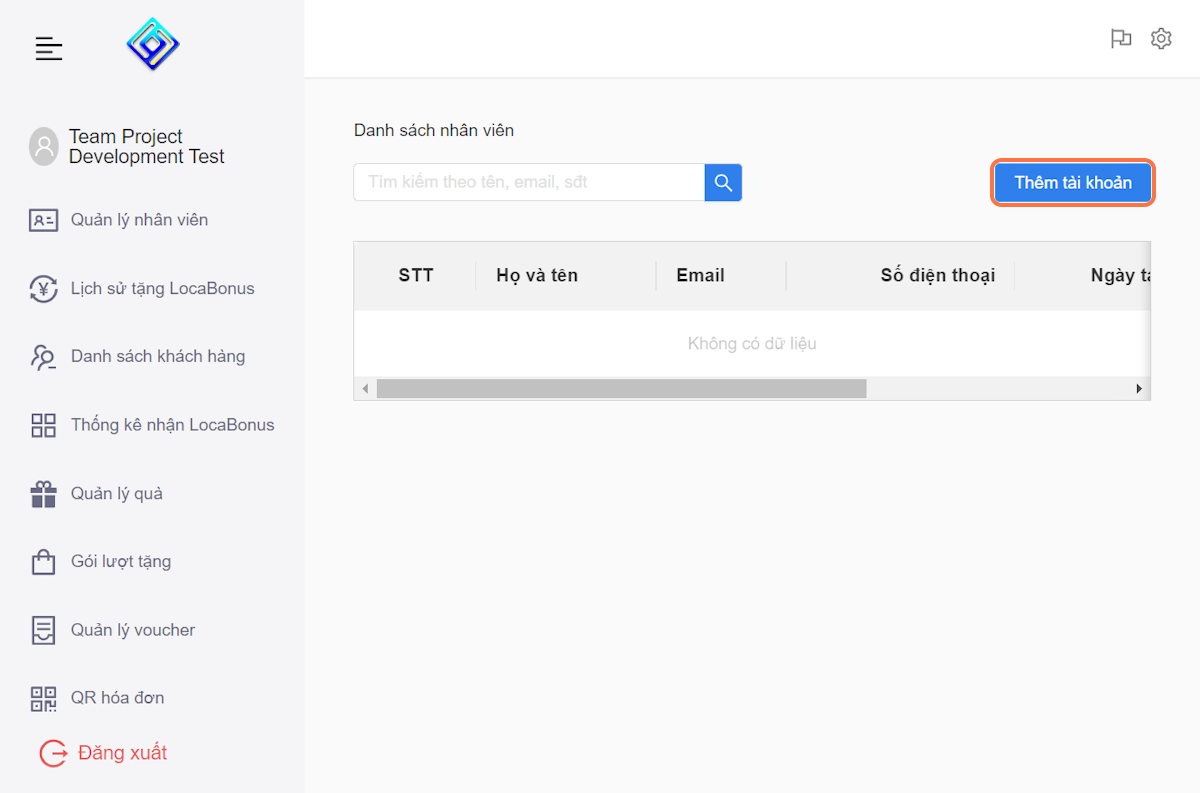 Team Project
Development Test
Quản lý nhân viên
Lịch sử tặng LocaBonus
Danh sách khách hàng
Thống kê nhận LocaBonus
Quản lý quà
Gói lượt tặng
Quản lý voucher
QR hóa đơn
Đăng xuất
Danh sách nhân viên
Tìm kiếm theo tên, email, sđt
Thêm tài khoản
STT Họ và tên Email Số điện thoại Ngày
Không có dữ liệu